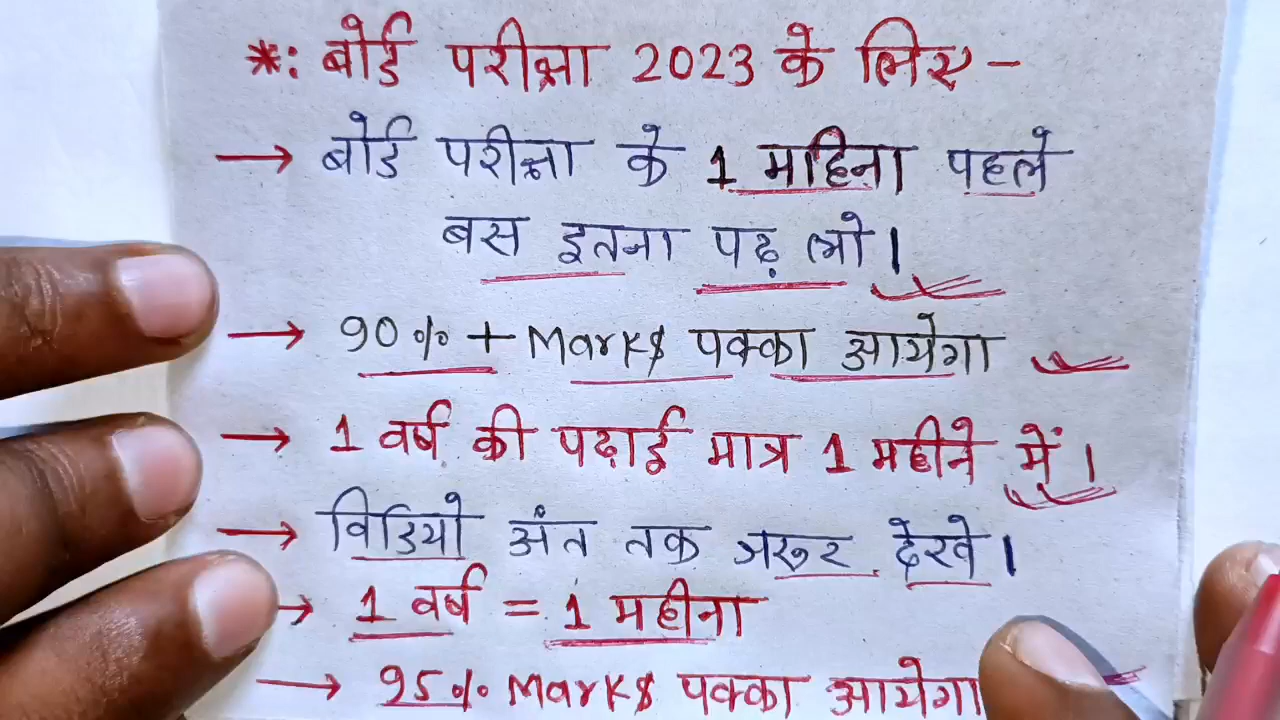 *: बोर्ड परीक्षा 2023 के लिए -
→ बोर्ड परीक्षा के 1 महिना पहले
बस इतना पढ़ लो।
→ 90% + Marks पक्का आयेगा
→ 1 वर्ष की पढ़ाई मात्र 1 महीने में।
→ विडियो अंत तक जरूर देखे।
→ 1 वर्ष = 1 महीना
→ 95% Marks पक्का आयेगा